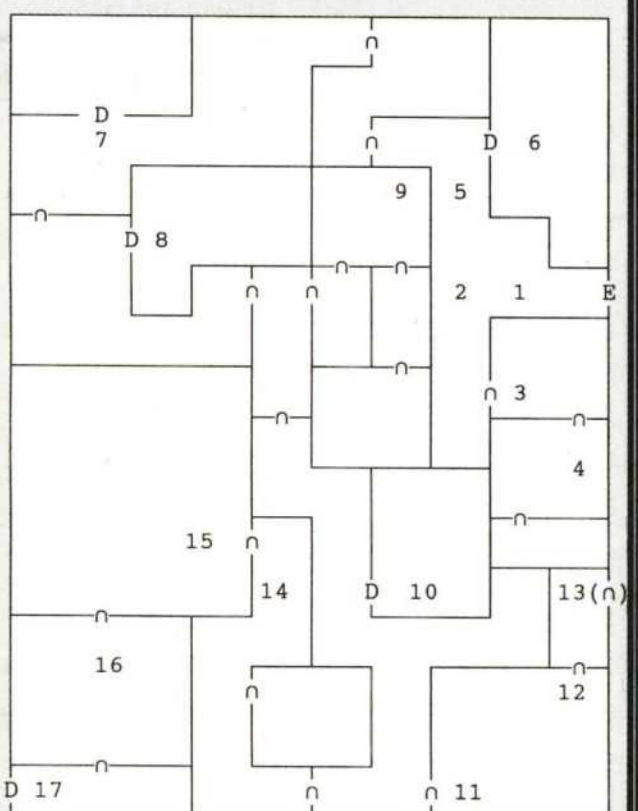 ∩
D
7
∩ D 6
9 5
∩
D 8
∩ ∩
∩ ∩ 2 1 E
∩ ∩ 3
∩ ∩
4
∩
15 ∩
14 D 10 13(∩)
∩
16 ∩
∩ 12
∩
D 17 ∩ ∩ 11